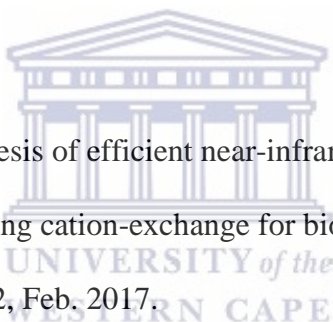 esis of efficient near-infrar
ng cation-exchange for bio
UNIVERSITY of the
2, Feb. 2017.
WESTERN CAPE